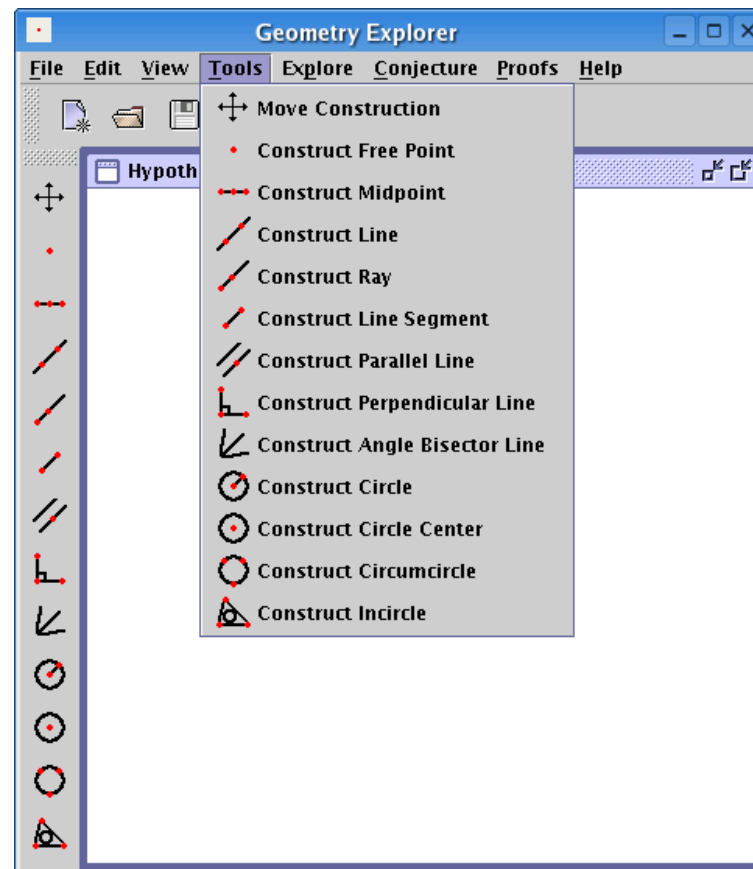 Geometry Explorer
File Edit View Tools Explore Conjecture Proofs Help
Move Construction
Construct Free Point
Hypoth
Construct Midpoint
Construct Line
Construct Ray
Construct Line Segment
Construct Parallel Line
Construct Perpendicular Line
Construct Angle Bisector Line
Construct Circle
Construct Circle Center
Construct Circumcircle
Construct Incircle